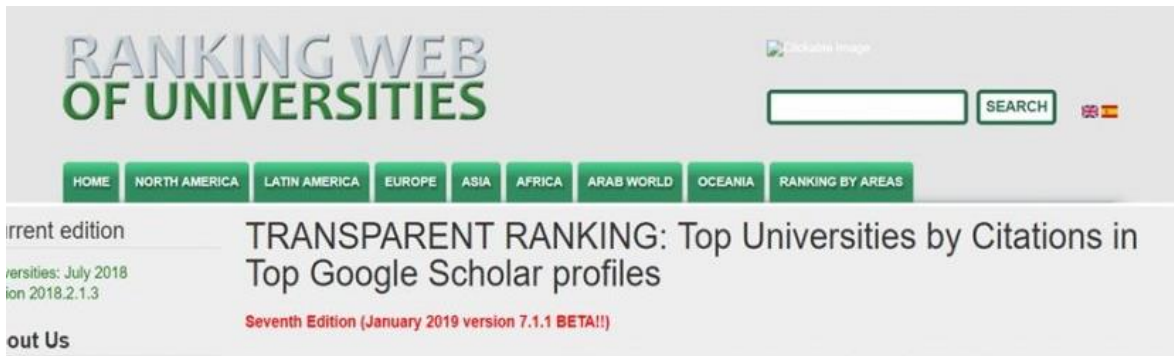 RANKING WEB
OF UNIVERSITIES
Clickable Image
SEARCH
HOME NORTH AMERICA LATIN AMERICA EUROPE ASIA AFRICA ARAB WORLD OCEANIA RANKING BY AREAS
rrent edition
versities: July 2018
ion 2018.2.1.3
out Us
TRANSPARENT RANKING: Top Universities by Citations in
Top Google Scholar profiles
Seventh Edition (January 2019 version 7.1.1 BETA!!)